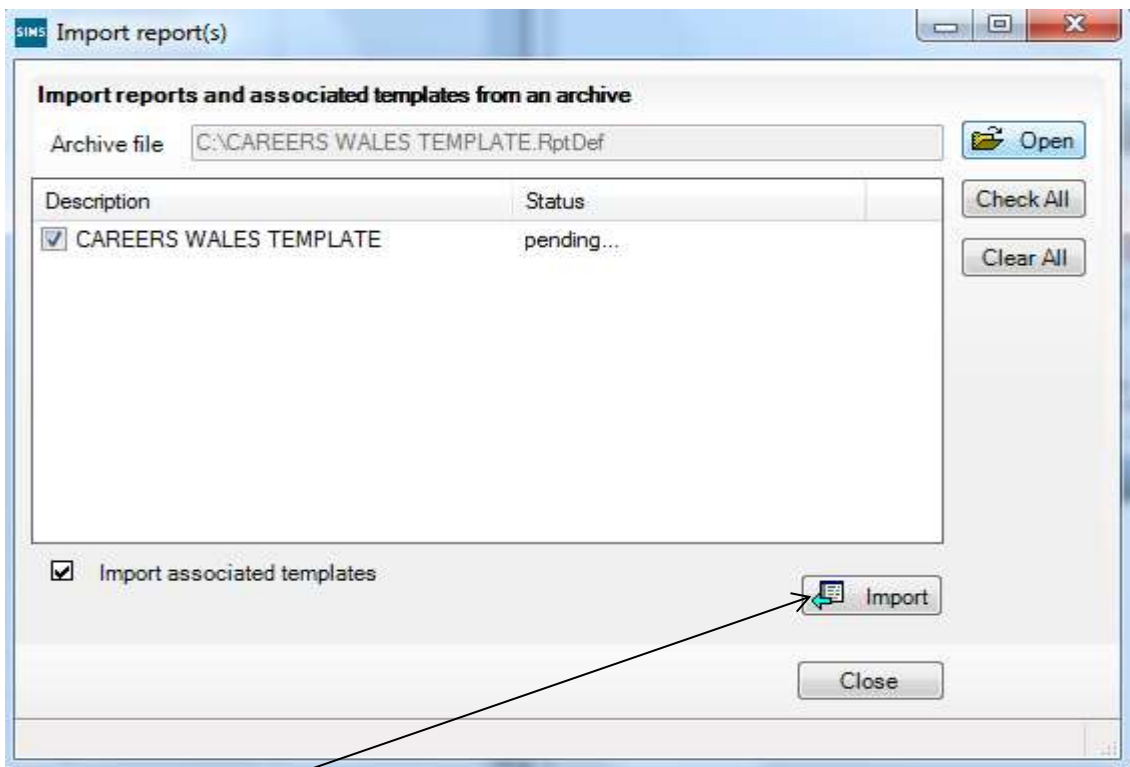 SIMS Import report(s)
Import reports and associated templates from an archive
Archive file C:\CAREERS WALES TEMPLATE.RptDef Open
Description Status Check All
CAREERS WALES TEMPLATE pending...
Clear All
Import associated templates
Import
Close